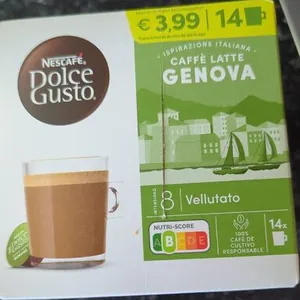 € 3,99
14
NESCAFÉ
DOLCE
GUSTO
ISPIRAZIONE ITALIANA
CAFFÈ LATTE
GENOVA
8
Vellutato
NUTRI-SCORE
A B C D E
100%
CAFÉ DE
CULTIVO
RESPONSABLE
14x